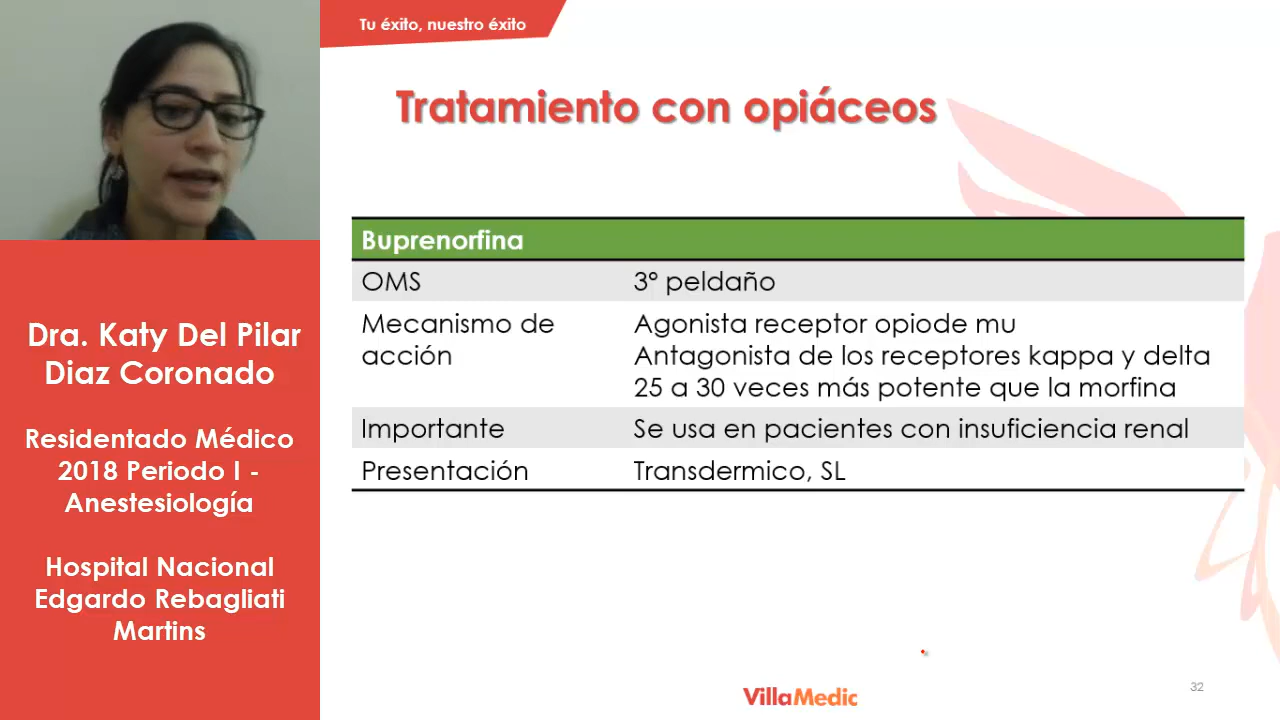 Tu éxito, nuestro éxito
Tratamiento con opiáceos
Dra. Katy Del Pilar
Diaz Coronado
Residentado Médico
2018 Periodo I -
Anestesiología
Hospital Nacional
Edgardo Rebagliati
Martins
Buprenorfina
OMS 3° peldaño
Mecanismo de acción Agonista receptor opiode mu
Antagonista de los receptores kappa y delta
25 a 30 veces más potente que la morfina
Importante Se usa en pacientes con insuficiencia renal
Presentación Transdermico, SL
VillaMedic
32